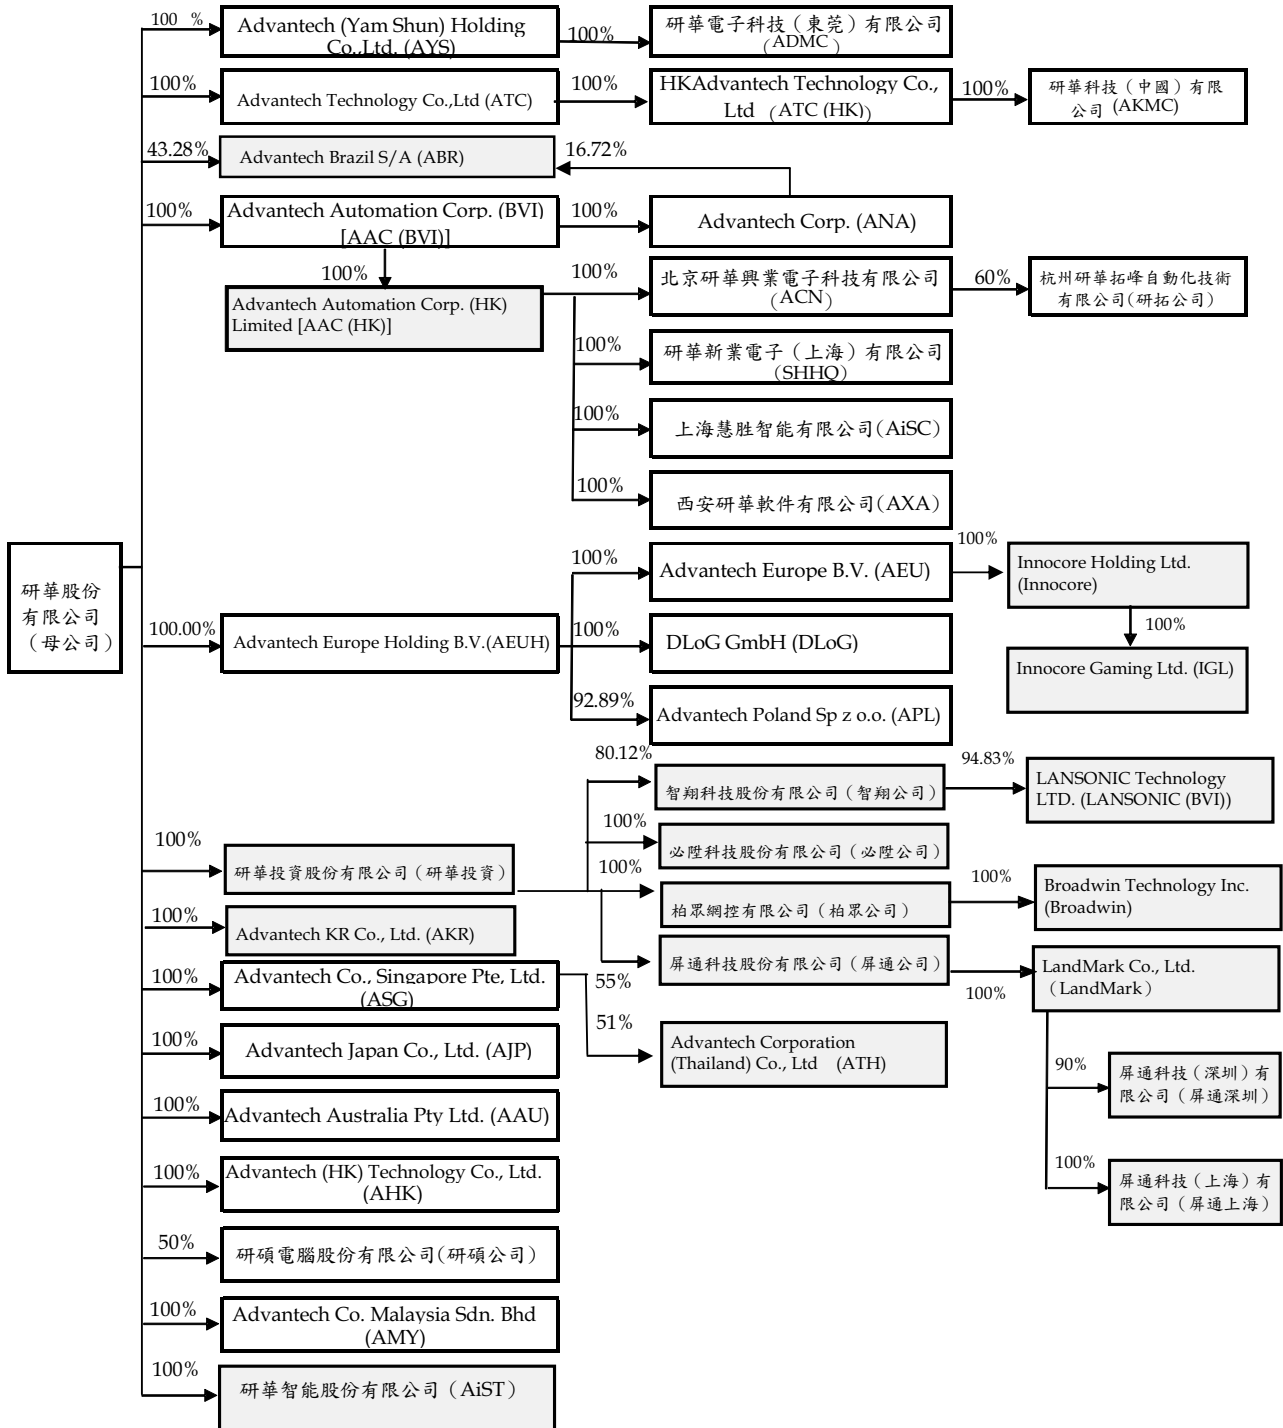 100 %
Advantech (Yam Shun) Holding
Co.,Ltd. (AYS)
100%
研華電子科技（東莞）有限公司
(ADMC)
100%
Advantech Technology Co.,Ltd (ATC)
100%
HKAdvantech Technology Co.,
Ltd （ATC (HK)）
100%
研華科技（中國）有限
公司 (AKMC)
43.28%
Advantech Brazil S/A (ABR)
16.72%
100%
Advantech Automation Corp. (BVI)
[AAC (BVI)]
100%
Advantech Corp. (ANA)
100%
Advantech Automation Corp. (HK)
Limited [AAC (HK)]
100%
北京研華興業電子科技有限公司
(ACN)
60%
杭州研華拓峰自動化技術
有限公司(研拓公司)
100%
研華新業電子（上海）有限公司
(SHHQ)
100%
上海慧胜智能有限公司(AiSC)
100%
西安研華軟件有限公司(AXA)
研華股份
有限公司
（母公司）
100%
Advantech Europe B.V. (AEU)
100%
Innocore Holding Ltd.
(Innocore)
100.00%
Advantech Europe Holding B.V.(AEUH)
100%
DLoG GmbH (DLoG)
100%
Innocore Gaming Ltd. (IGL)
92.89%
Advantech Poland Sp z o.o. (APL)
80.12%
智翔科技股份有限公司（智翔公司）
94.83%
LANSONIC Technology
LTD. (LANSONIC (BVI))
100%
研華投資股份有限公司（研華投資）
100%
必陞科技股份有限公司（必陞公司）
100%
柏眾網控有限公司（柏眾公司）
100%
Broadwin Technology Inc.
(Broadwin)
100%
Advantech KR Co., Ltd. (AKR)
屏通科技股份有限公司（屏通公司）
55%
100%
LandMark Co., Ltd.
（LandMark）
100%
Advantech Co., Singapore Pte, Ltd.
(ASG)
51%
Advantech Corporation
(Thailand) Co., Ltd （ATH)
100%
Advantech Japan Co., Ltd. (AJP)
90%
屏通科技（深圳）有
限公司（屏通深圳）
100%
Advantech Australia Pty Ltd. (AAU)
100%
Advantech (HK) Technology Co., Ltd.
(AHK)
100%
屏通科技（上海）有
限公司（屏通上海）
50%
研碩電腦股份有限公司(研碩公司)
100%
Advantech Co. Malaysia Sdn. Bhd
(AMY)
100%
研華智能股份有限公司（AiST）